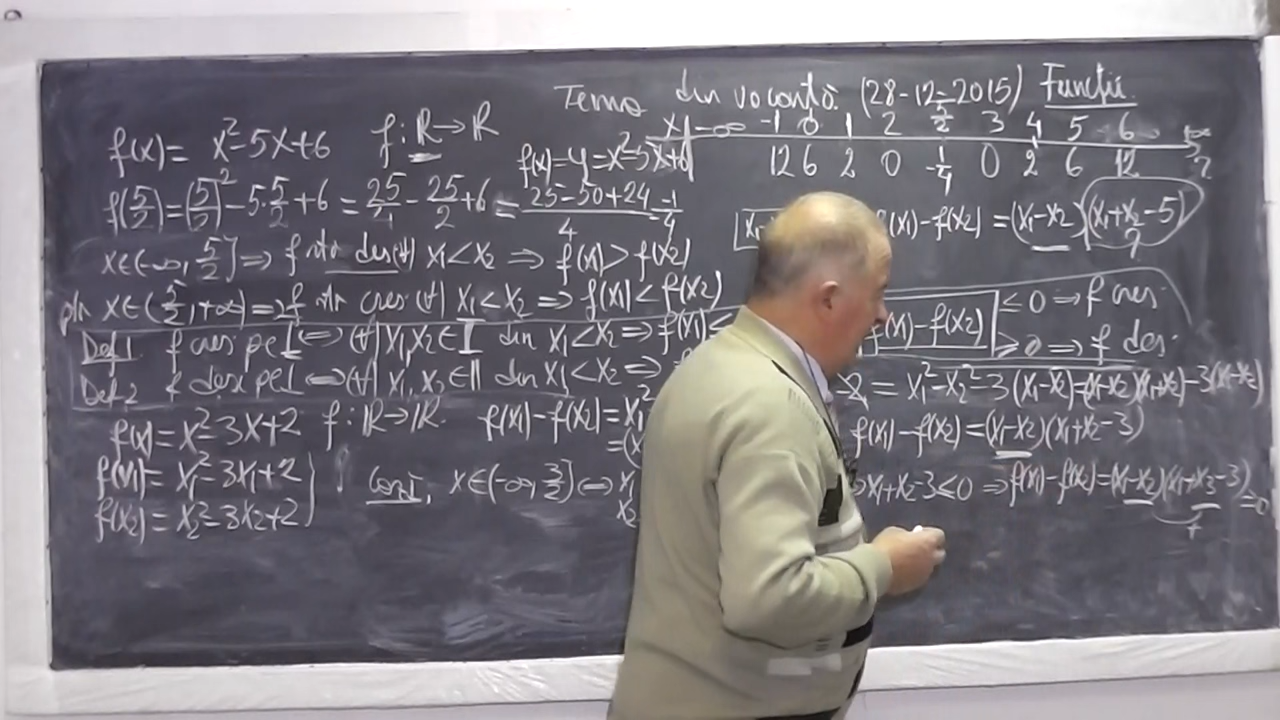 Tema din vacanță (28-12-2015) Funcții
f(x)= x²-5x+6 f: R→R f(x)=y=x²-5x+6
x | -∞ -1 0 1 2 5/2 3 4 5 6 +∞
12 6 2 0 -1/4 0 2 6 12 ?
f(5/2)=(5/2)²-5·5/2+6 = 25/4 - 25/2 + 6 = (25-50+24)/4 = -1/4
f(x1)-f(x2) = (x1-x2)(x1+x2-5) ?
x∈(-∞, 5/2] ⇒ f des (∀) x1<x2 ⇒ f(x1) > f(x2)
x∈(5/2, +∞) ⇒ f cres (∀) x1<x2 ⇒ f(x1) < f(x2)
f(x1)-f(x2) ≤ 0 ⇒ f cres
≥ 0 ⇒ f des
Def1 f cres pe I ⇔ (∀) x1,x2∈I din x1<x2 ⇒ f(x1)≤
Def2 f desc pe I ⇔ (∀) x1, x2∈I din x1<x2 ⇒
f(x)= x²-3x+2 f: R→R. f(x1)-f(x2)= x1²
= x1²-x2²-3(x1-x2)=(x1-x2)(x1+x2)-3(x1-x2)
f(x1)= x1²-3x1+2
f(x1)-f(x2)=(x1-x2)(x1+x2-3)
f(x2)= x2²-3x2+2
x∈(-∞, 3/2] ⇔ x1
x2
x1+x2-3≤0 ⇒ f(x1)-f(x2)=(x1-x2)(x1+x2-3)
+